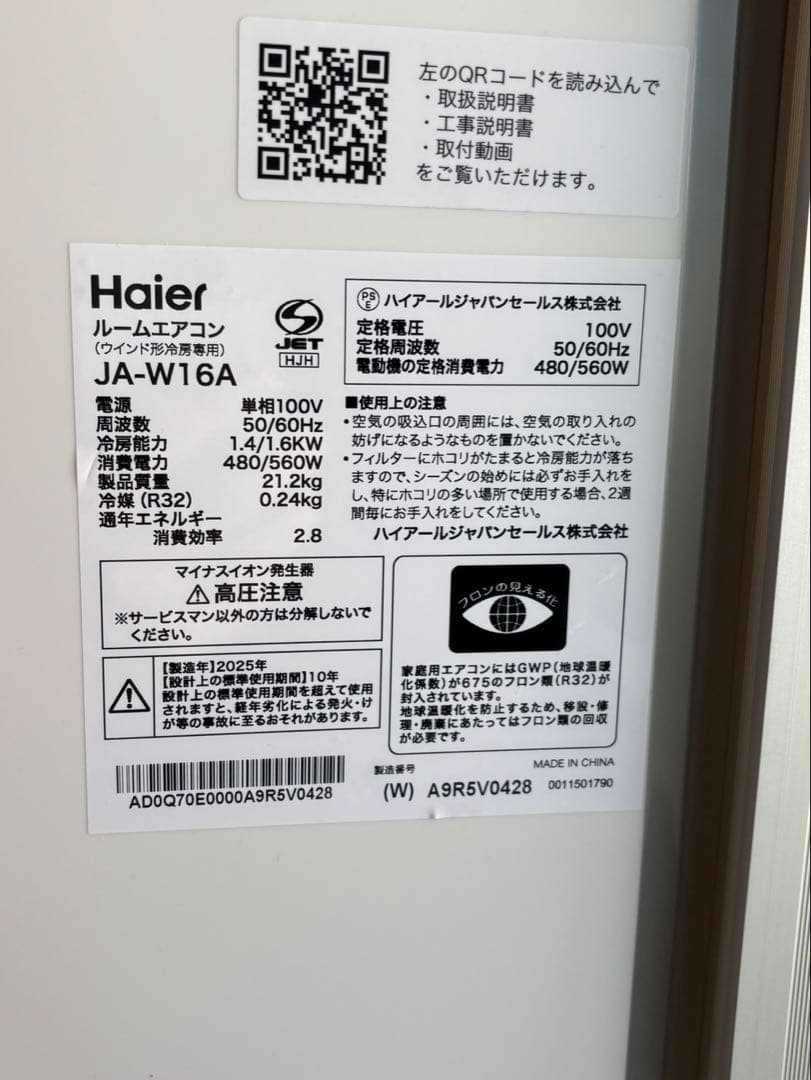 左のQRコードを読み込んで
・取扱説明書
・工事説明書
・取付動画
をご覧いただけます。
Haier
ルームエアコン
(ウインド形冷房専用)
JA-W16A
S
JET
HJH
電源 単相100V
周波数 50/60Hz
冷房能力 1.4/1.6KW
消費電力 480/560W
製品質量 21.2kg
冷媒(R32) 0.24kg
通年エネルギー
消費効率 2.8
PS
E
ハイアールジャパンセールス株式会社
定格電圧 100V
定格周波数 50/60Hz
電動機の定格消費電力 480/560W
■使用上の注意
•空気の吸込口の周囲には、空気の取り入れの
妨げになるようなものを置かないでください。
•フィルターにホコリがたまると冷房能力が落ち
ますので、シーズンの始めには必ずお手入れを
し、特にホコリの多い場所で使用する場合、2週
間毎にお手入れをしてください。
ハイアールジャパンセールス株式会社
マイナスイオン発生器
⚠高圧注意
※サービスマン以外の方は分解しないで
ください。
【製造年】2025年
【設計上の標準使用期間】10年
設計上の標準使用期間を超えて使用
されますと、経年劣化による発火・け
が等の事故に至るおそれがあります。
フロンの見える化
家庭用エアコンにはGWP(地球温暖
化係数)が675のフロン類(R32)が
封入されています。
地球温暖化を防止するため、移設・修
理・廃棄にあたってはフロン類の回収
が必要です。
AD0Q70E0000A9R5V0428
製造番号
(W) A9R5V0428
MADE IN CHINA
0011501790